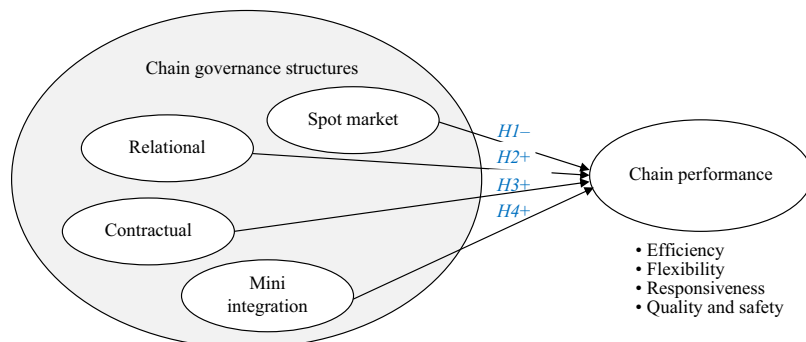 Chain governance structures
Spot market
Relational
Contractual
Mini
integration
H1–
H2+
H3+
H4+
Chain performance
• Efficiency
• Flexibility
• Responsiveness
• Quality and safety